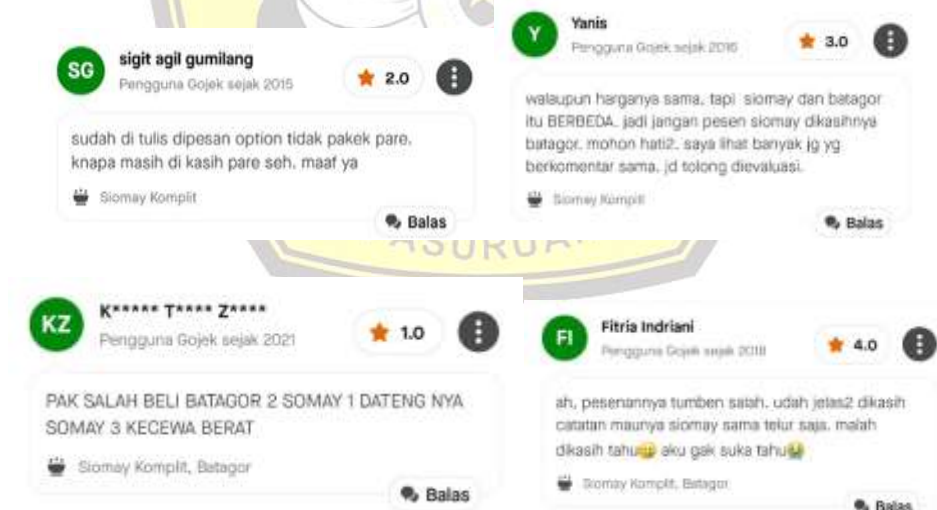 SG
sigit agil gumilang
Pengguna Gojek sejak 2015
2.0
sudah di tulis dipesan option tidak pakek pare.
knapa masih di kasih pare seh. maaf ya
Siomay Komplit
Balas
Y
Yanis
Pengguna Gojek sejak 2016
3.0
walaupun harganya sama, tapi siomay dan batagor
itu BERBEDA. jadi jangan pesen siomay dikasihnya
batagor. mohon hati2. saya lihat banyak jg yg
berkomentar sama. jd tolong dievaluasi.
Siomay Komplit
Balas
ASURUA
KZ
K***** T**** Z****
Pengguna Gojek sejak 2021
1.0
PAK SALAH BELI BATAGOR 2 SOMAY 1 DATENG NYA
SOMAY 3 KECEWA BERAT
Siomay Komplit, Batagor
Balas
FI
Fitria Indriani
Pengguna Gojek sejak 2018
4.0
ah, pesenannya tumben salah. udah jelas2 dikasih
catatan maunya siomay sama telur saja. malah
dikasih tahu😬 aku gak suka tahu😭
Siomay Komplit, Batagor
Balas